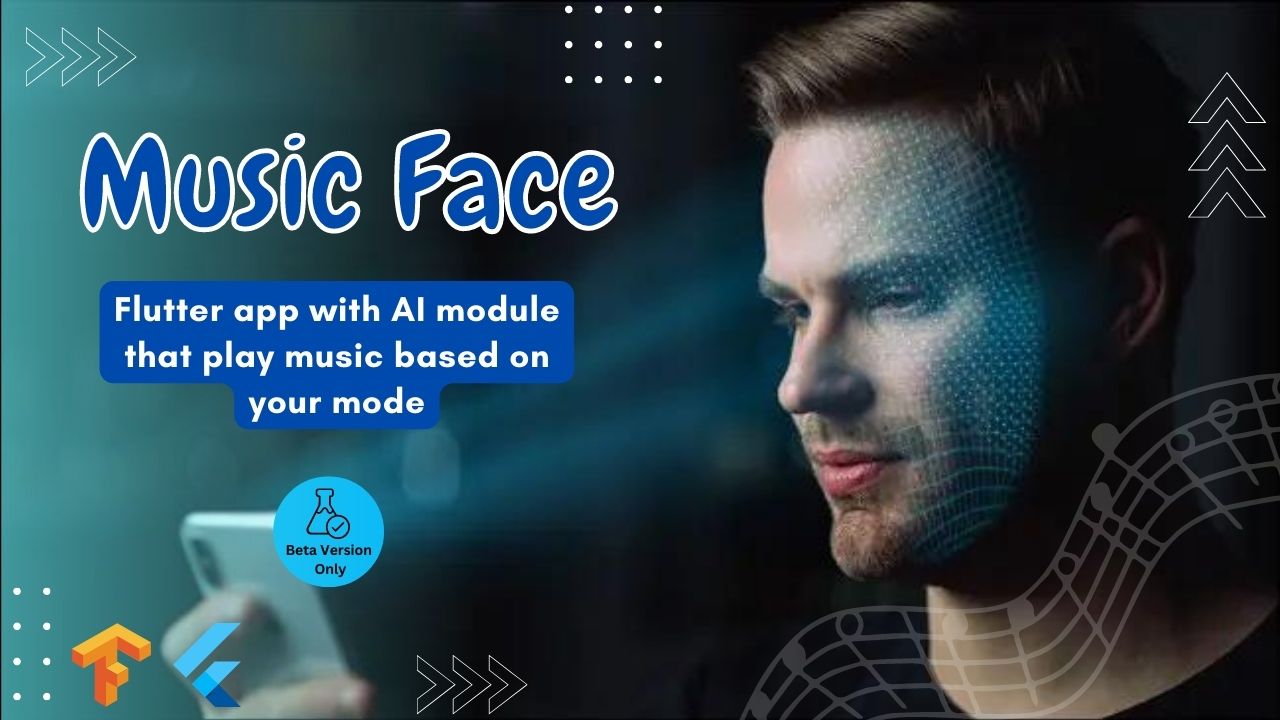 Music Face
Flutter app with AI module
that play music based on
your mode
Beta Version
Only